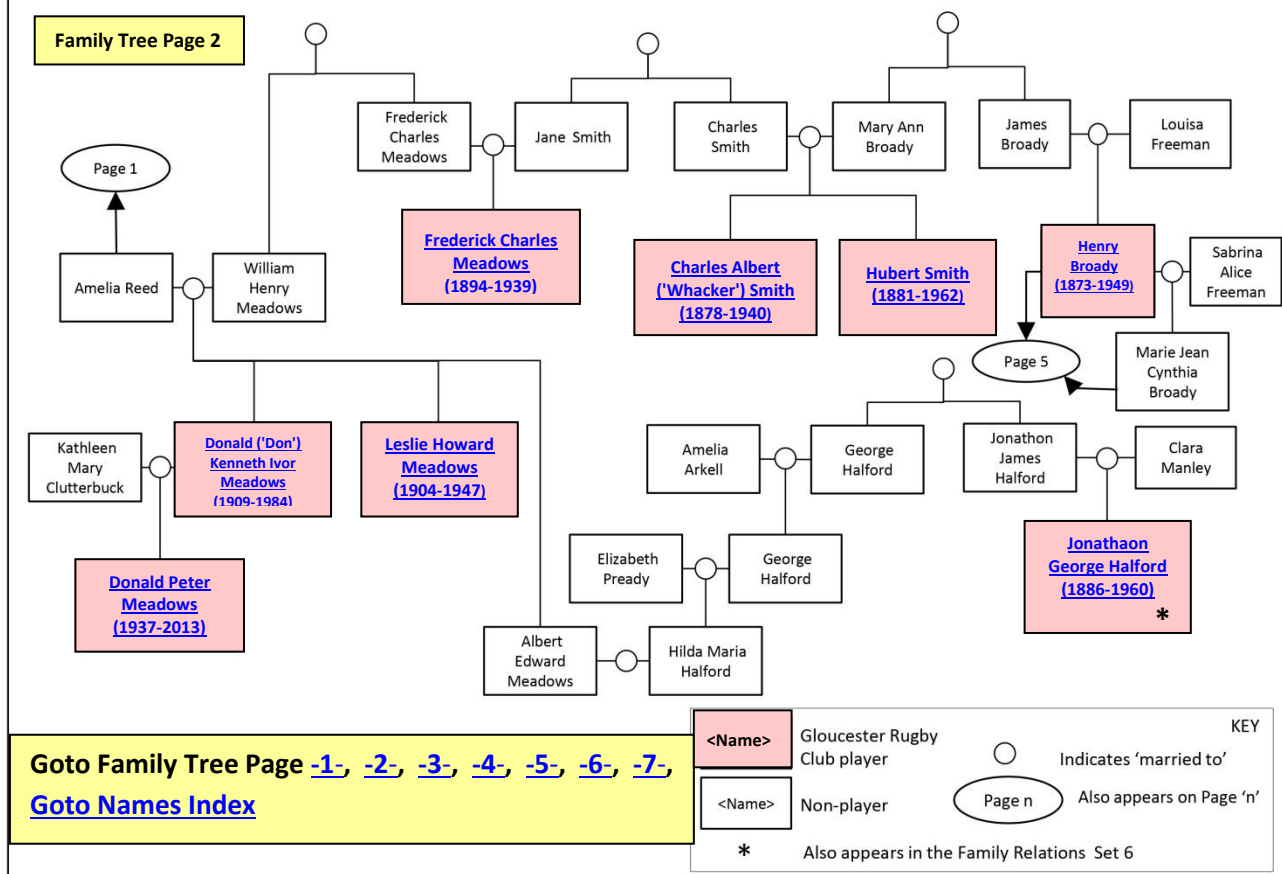 Family Tree Page 2
Frederick
Charles
Meadows
Jane Smith
Charles
Smith
Mary Ann
Broady
James
Broady
Louisa
Freeman
Page 1
Amelia Reed
William
Henry
Meadows
Frederick Charles
Meadows
(1894-1939)
Charles Albert
('Whacker') Smith
(1878-1940)
Hubert Smith
(1881-1962)
Henry
Broady
(1873-1949)
Sabrina
Alice
Freeman
Page 5
Marie Jean
Cynthia
Broady
Kathleen
Mary
Clutterbuck
Donald ('Don')
Kenneth Ivor
Meadows
(1909-1984)
Leslie Howard
Meadows
(1904-1947)
Amelia
Arkell
George
Halford
Jonathon
James
Halford
Clara
Manley
Donald Peter
Meadows
(1937-2013)
Elizabeth
Pready
George
Halford
Jonathaon
George Halford
(1886-1960)
*
Albert
Edward
Meadows
Hilda Maria
Halford
Goto Family Tree Page -1-, -2-, -3-, -4-, -5-, -6-, -7-,
Goto Names Index
KEY
<Name>
Gloucester Rugby
Club player
Indicates ‘married to’
<Name>
Non-player
Page n
Also appears on Page ‘n’
*
Also appears in the Family Relations Set 6